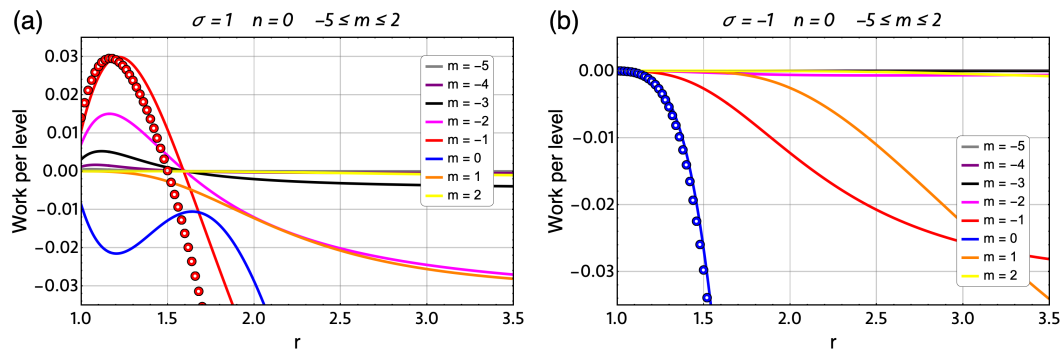 (a)
σ = 1 n = 0 −5 ≤ m ≤ 2
Work per level
0.03
0.02
0.01
0.00
−0.01
−0.02
−0.03
m = −5
m = −4
m = −3
m = −2
m = −1
m = 0
m = 1
m = 2
1.0 1.5 2.0 2.5 3.0 3.5
r
(b)
σ = −1 n = 0 −5 ≤ m ≤ 2
Work per level
0.00
−0.01
−0.02
−0.03
m = −5
m = −4
m = −3
m = −2
m = −1
m = 0
m = 1
m = 2
1.0 1.5 2.0 2.5 3.0 3.5
r